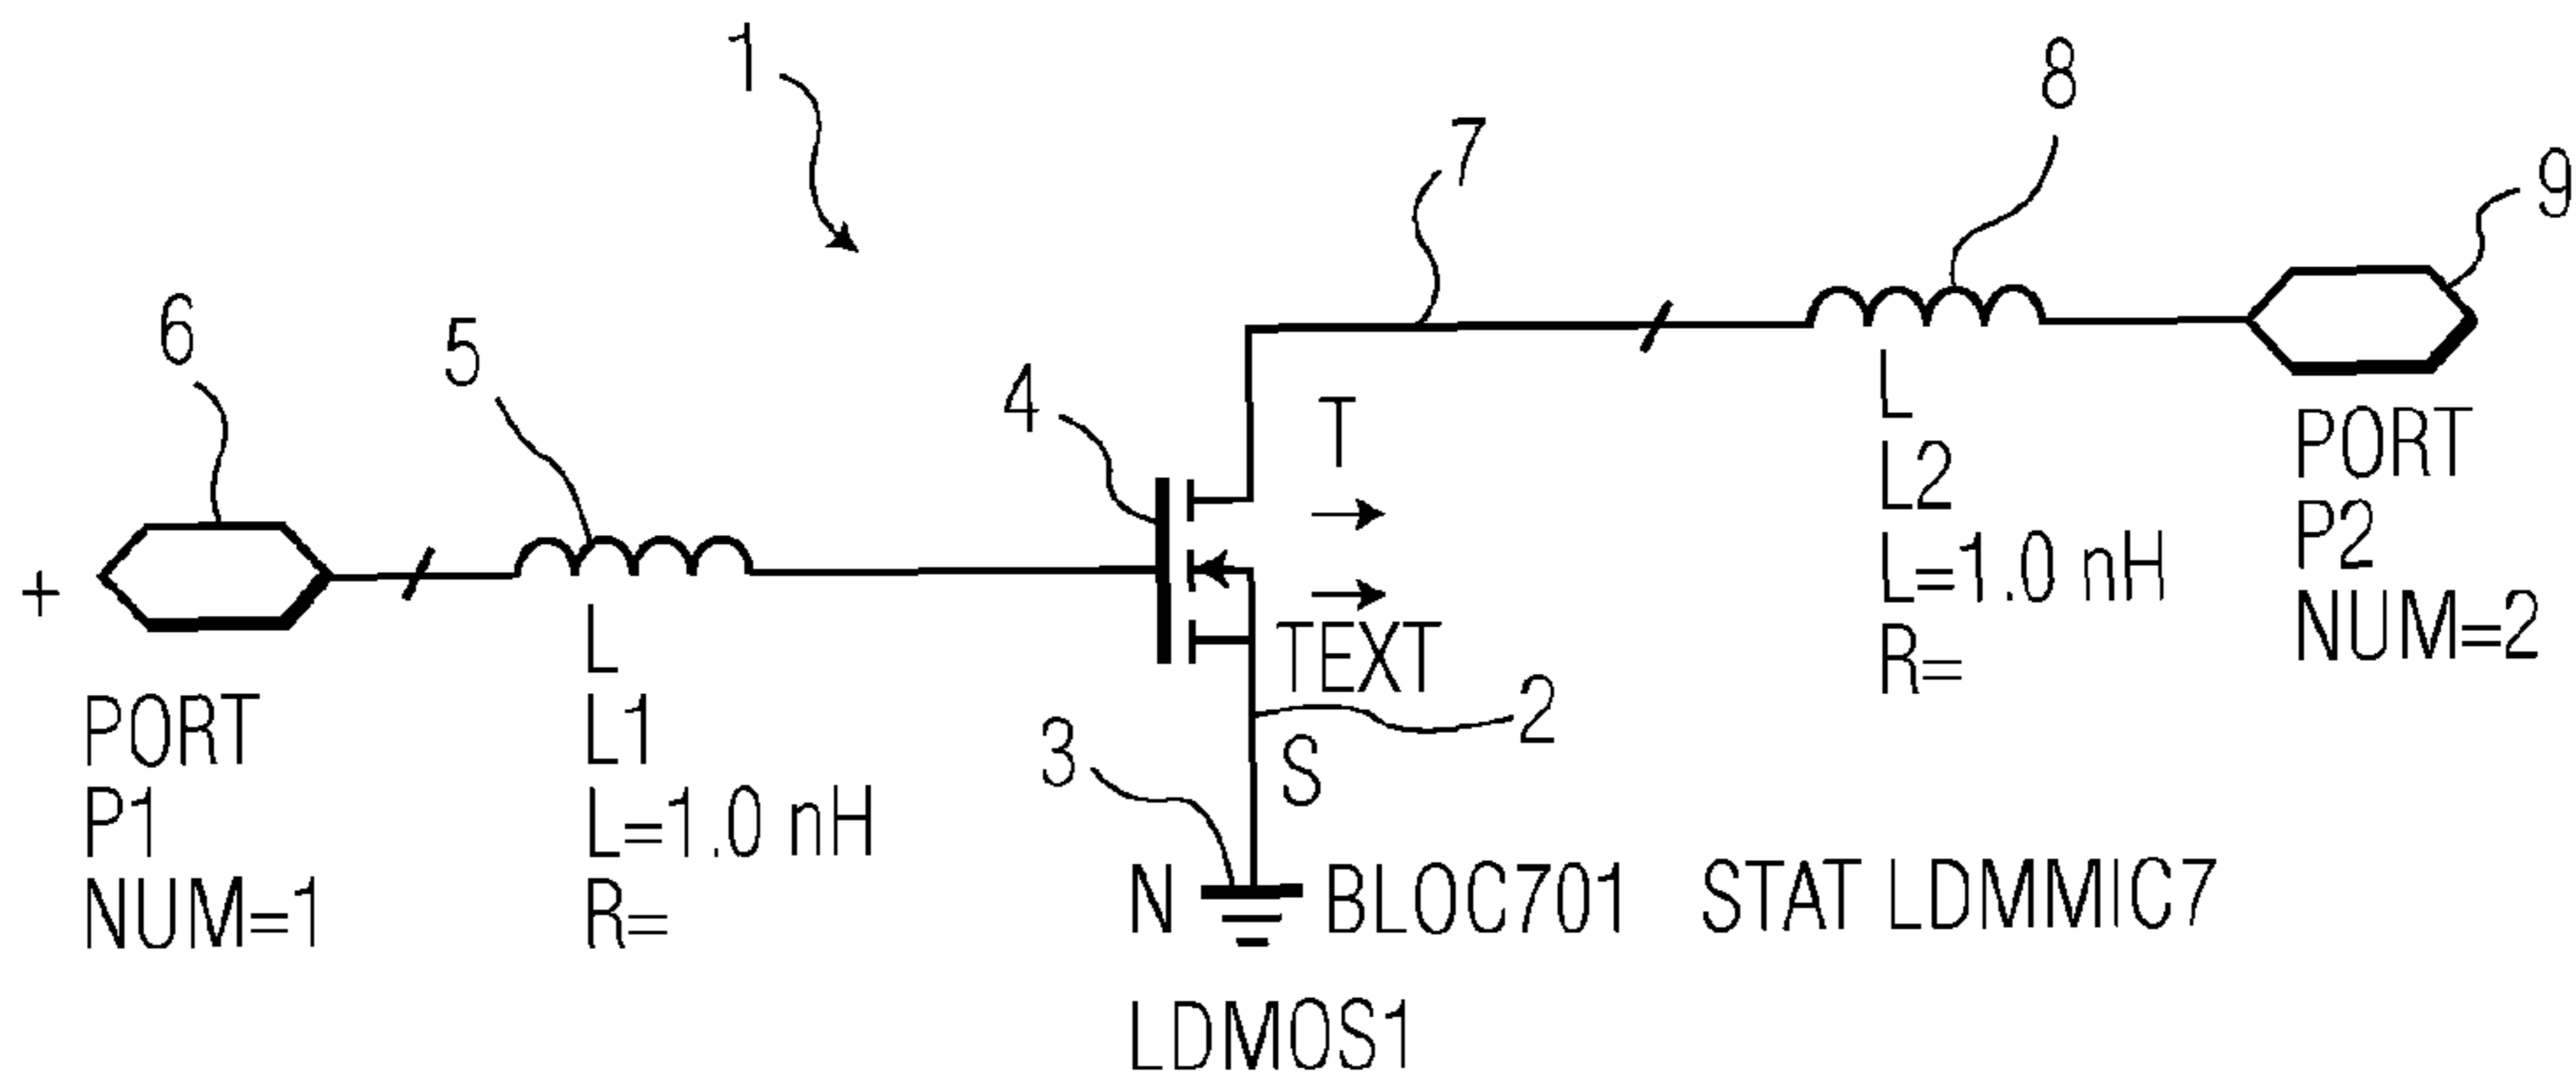 1
8
7
9
6
5
4
T
L
L2
L=1.0 nH
R=
PORT
P2
NUM=2
+
TEXT
2
3
S
L
L1
L=1.0 nH
R=
PORT
P1
NUM=1
N BLOC701 STAT LDMMIC7
LDMOS1